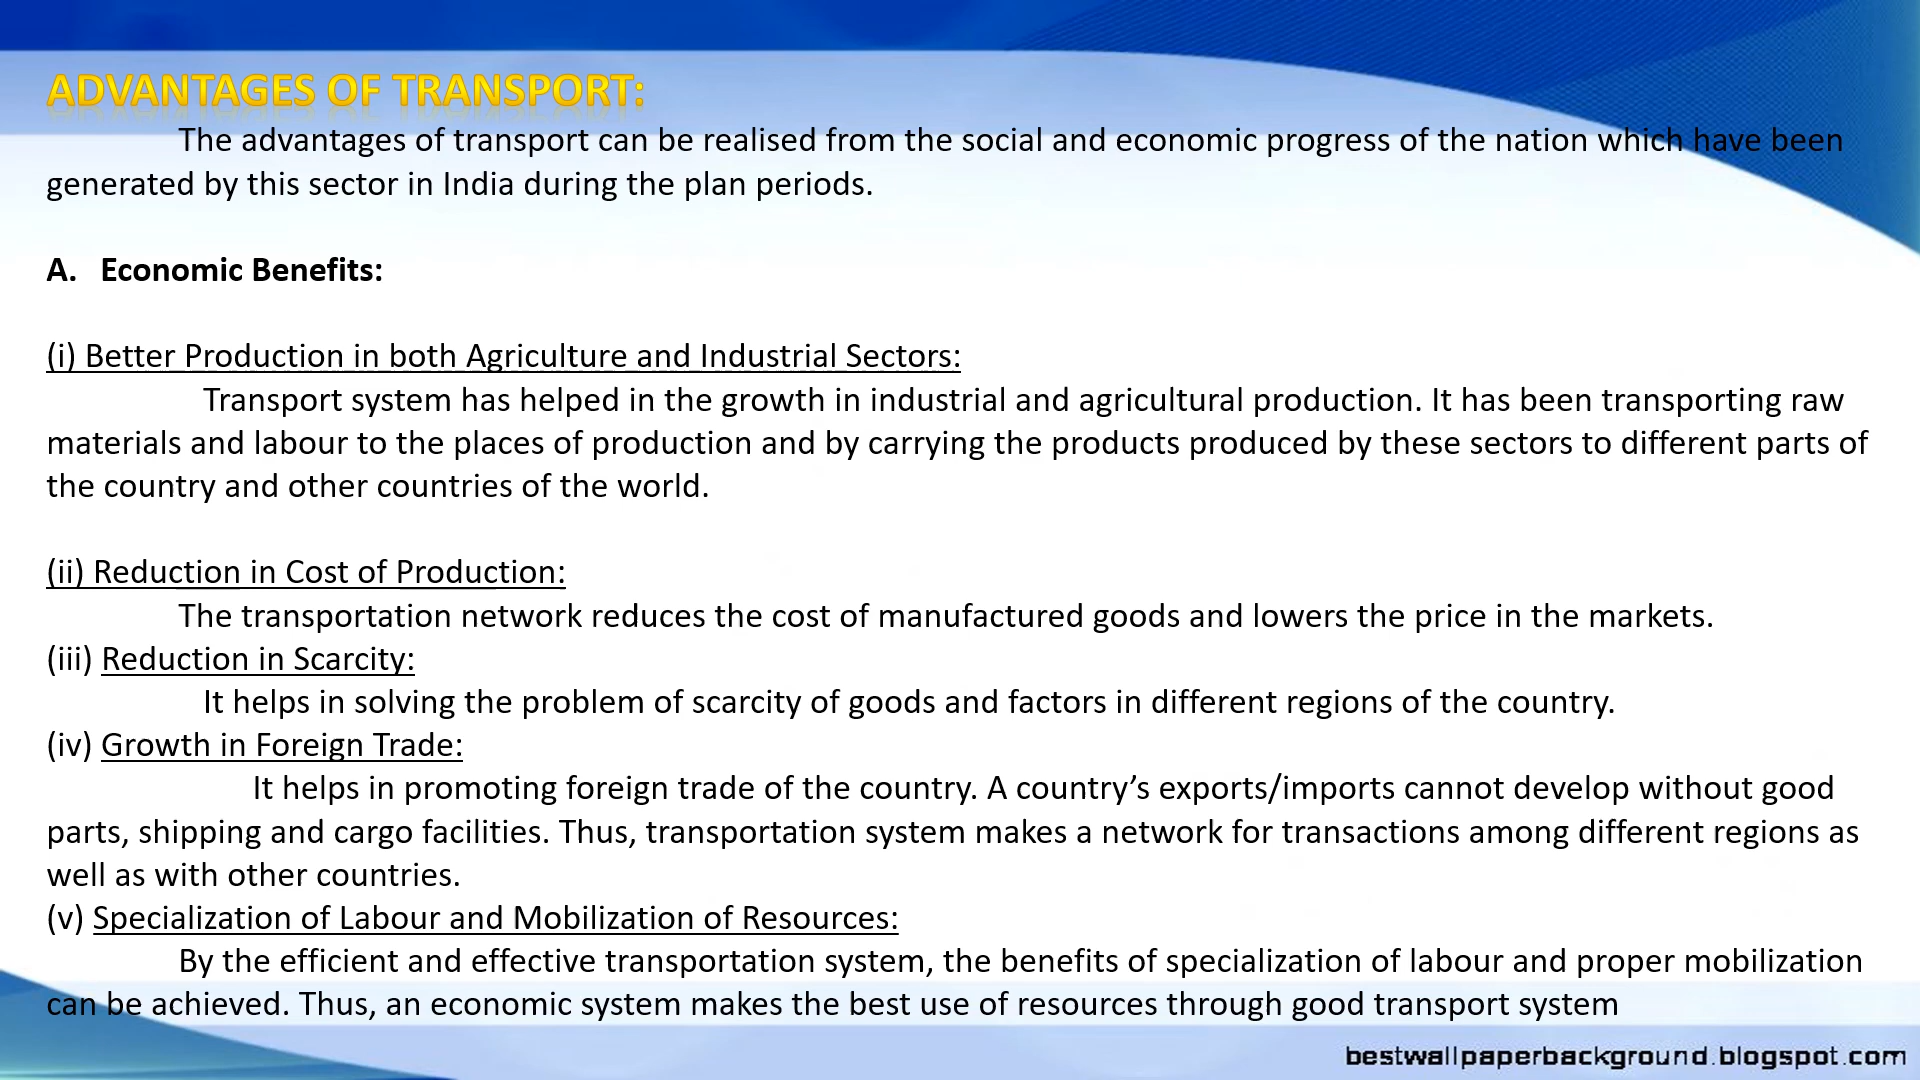 ADVANTAGES OF TRANSPORT:
The advantages of transport can be realised from the social and economic progress of the nation which have been
generated by this sector in India during the plan periods.
A. Economic Benefits:
(i) Better Production in both Agriculture and Industrial Sectors:
Transport system has helped in the growth in industrial and agricultural production. It has been transporting raw
materials and labour to the places of production and by carrying the products produced by these sectors to different parts of
the country and other countries of the world.
(ii) Reduction in Cost of Production:
The transportation network reduces the cost of manufactured goods and lowers the price in the markets.
(iii) Reduction in Scarcity:
It helps in solving the problem of scarcity of goods and factors in different regions of the country.
(iv) Growth in Foreign Trade:
It helps in promoting foreign trade of the country. A country’s exports/imports cannot develop without good
parts, shipping and cargo facilities. Thus, transportation system makes a network for transactions among different regions as
well as with other countries.
(v) Specialization of Labour and Mobilization of Resources:
By the efficient and effective transportation system, the benefits of specialization of labour and proper mobilization
can be achieved. Thus, an economic system makes the best use of resources through good transport system
bestwallpaperbackground.blogspot.com